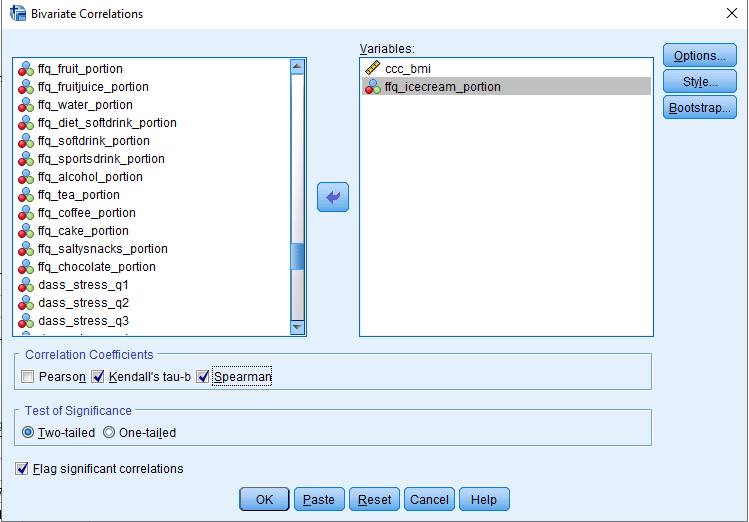 Bivariate Correlations
Variables:
ffq_fruit_portion
ffq_fruitjuice_portion
ffq_water_portion
ffq_diet_softdrink_portion
ffq_softdrink_portion
ffq_sportsdrink_portion
ffq_alcohol_portion
ffq_tea_portion
ffq_coffee_portion
ffq_cake_portion
ffq_saltysnacks_portion
ffq_chocolate_portion
dass_stress_q1
dass_stress_q2
dass_stress_q3
ccc_bmi
ffq_icecream_portion
Options...
Style...
Bootstrap...
Correlation Coefficients
Pearson Kendall's tau-b Spearman
Test of Significance
Two-tailed One-tailed
Flag significant correlations
OK Paste Reset Cancel Help